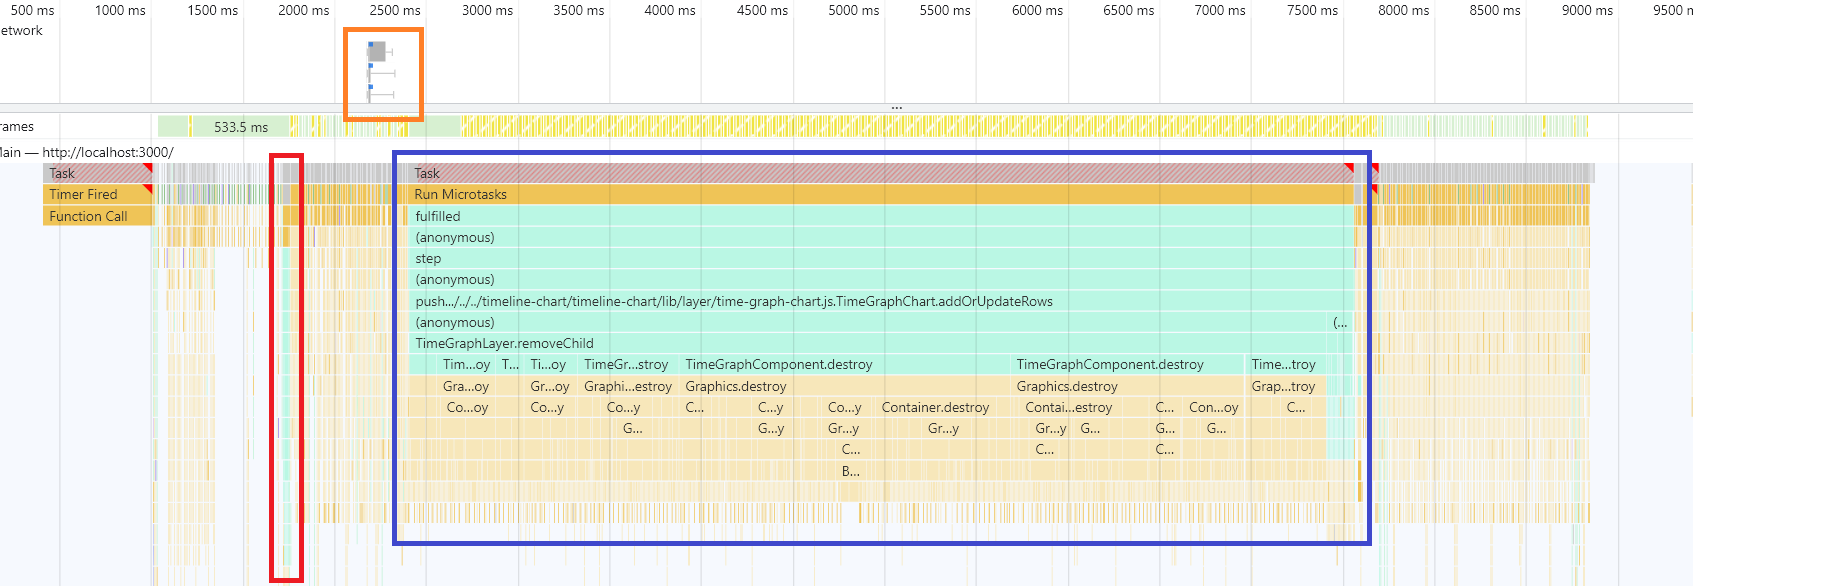 500 ms 1000 ms 1500 ms 2000 ms 2500 ms 3000 ms 3500 ms 4000 ms 4500 ms 5000 ms 5500 ms 6000 ms 6500 ms 7000 ms 7500 ms 8000 ms 8500 ms 9000 ms 9500 m
etwork
...
rames 533.5 ms
Main — http://localhost:3000/
Task Task
Timer Fired Run Microtasks
Function Call fulfilled
(anonymous)
step
(anonymous)
push.../../../timeline-chart/timeline-chart/lib/layer/time-graph-chart.js.TimeGraphChart.addOrUpdateRows
(anonymous) (...
TimeGraphLayer.removeChild
Tim...oy T... Ti...oy TimeGr...stroy TimeGraphComponent.destroy TimeGraphComponent.destroy Time...troy
Gra...oy Gr...oy Graphi...estroy Graphics.destroy Graphics.destroy Grap...troy
Co...oy Co...y Co...y C... C...y Co...y Container.destroy Contai...estroy C... Con...oy C...
G... G...y Gr...y Gr...y Gr...y G... G... G...
C... C... C...
B...